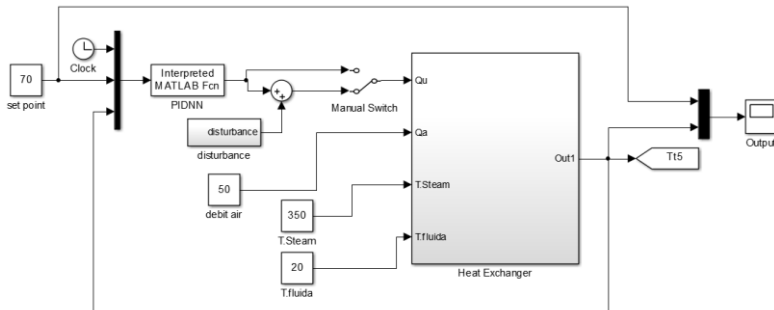 Clock
70
set point
Interpreted
MATLAB Fcn
PIDNN
+
+
Manual Switch
disturbance
disturbance
50
debit air
350
T.Steam
20
T.fluida
Qu
Qa
T.Steam
T.fluida
Out1
Heat Exchanger
Tt5
Output